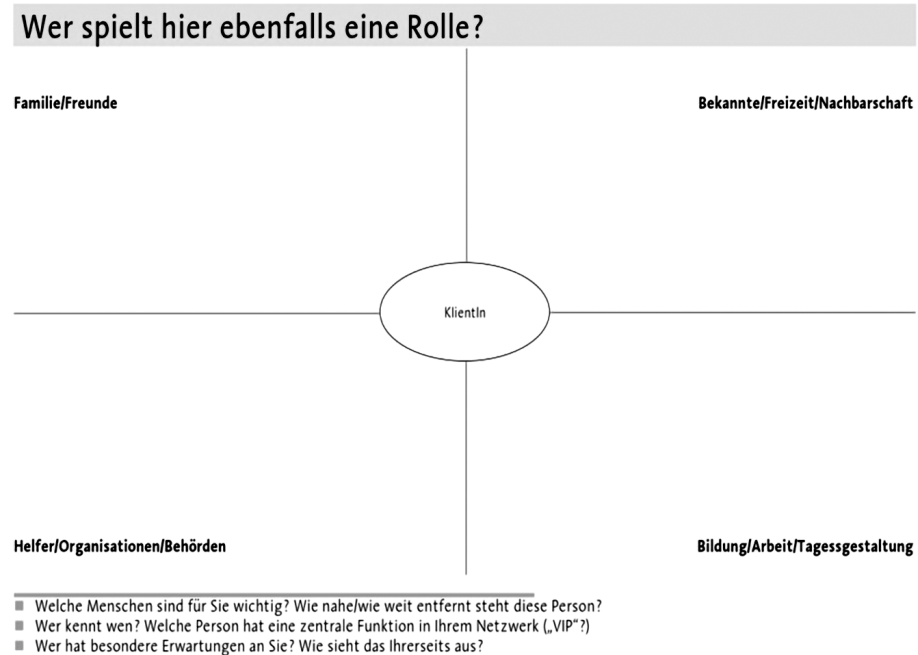 Wer spielt hier ebenfalls eine Rolle?
Familie/Freunde
Bekannte/Freizeit/Nachbarschaft
KlientIn
Helfer/Organisationen/Behörden
Bildung/Arbeit/Tagessgestaltung
Welche Menschen sind für Sie wichtig? Wie nahe/wie weit entfernt steht diese Person?
Wer kennt wen? Welche Person hat eine zentrale Funktion in Ihrem Netzwerk („VIP“?)
Wer hat besondere Erwartungen an Sie? Wie sieht das Ihrerseits aus?